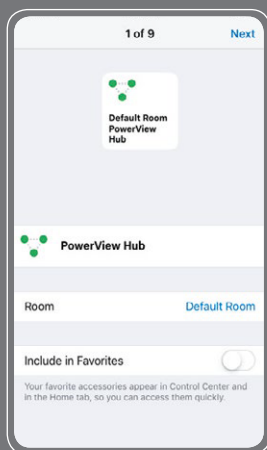 1 of 9 Next
Default Room
PowerView
Hub
PowerView Hub
Room Default Room
Include in Favorites
Your favorite accessories appear in Control Center and
in the Home tab, so you can access them quickly.